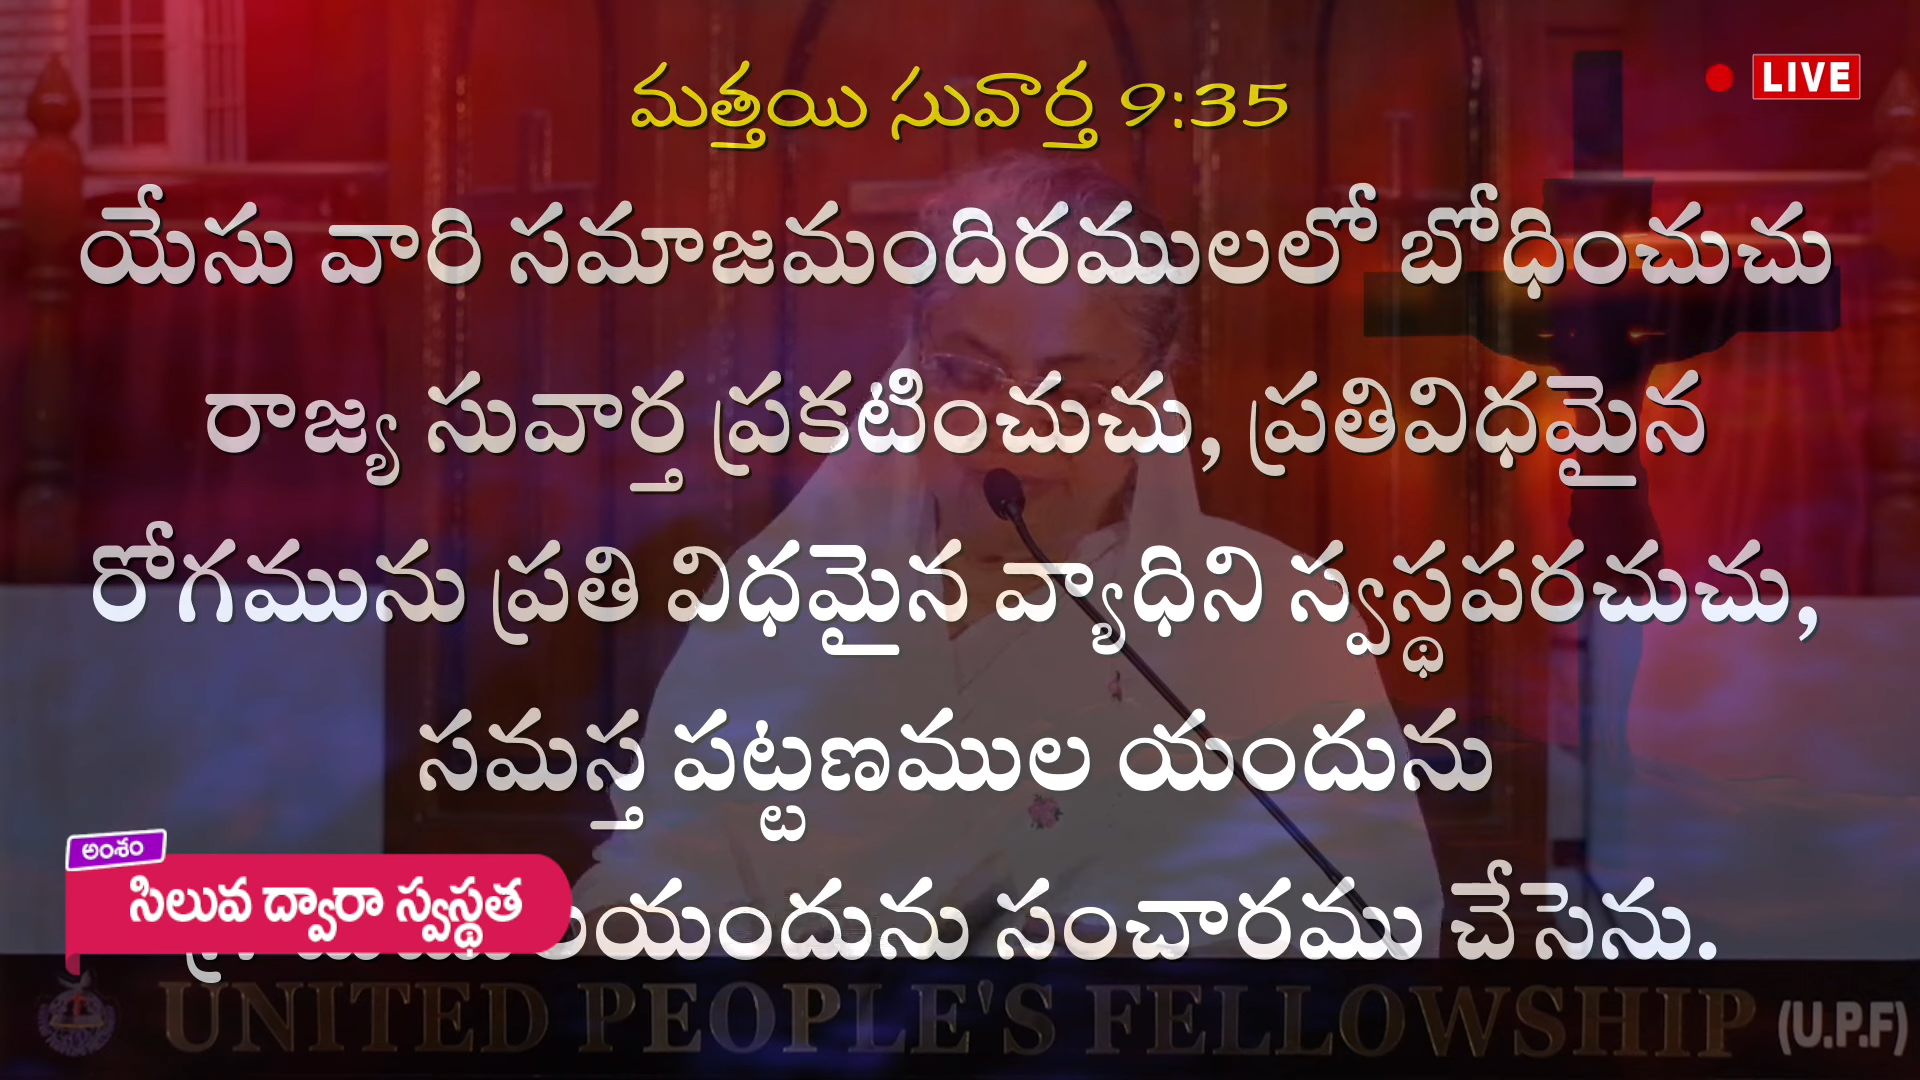 మత్తయి సువార్త 9:35
LIVE
యేసు వారి సమాజమందిరములలో బోధించుచు
రాజ్య సువార్త ప్రకటించుచు, ప్రతివిధమైన
రోగమును ప్రతి విధమైన వ్యాధిని స్వస్థపరచుచు,
సమస్త పట్టణముల యందును
సంచారము చేసెను.
అంశం
సిలువ ద్వారా స్వస్థత
UNITED PEOPLE'S FELLOWSHIP (U.P.F)